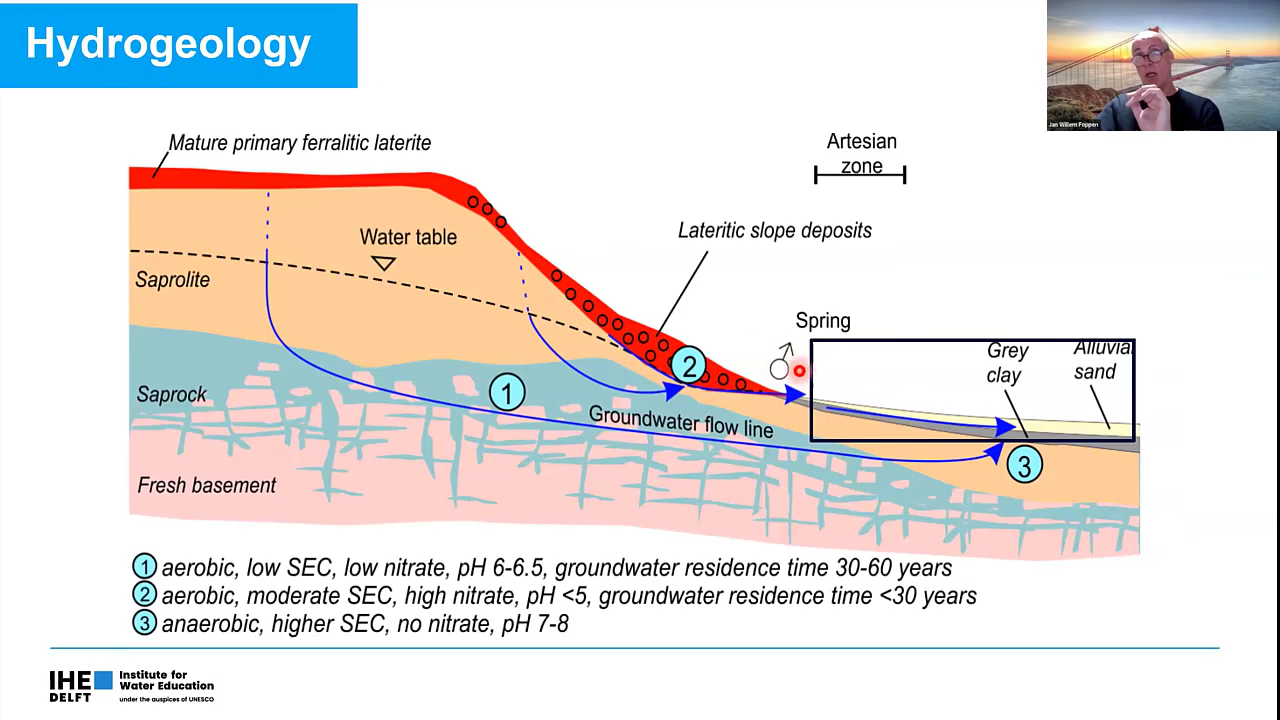 Hydrogeology
Jan Willem Foppen
Mature primary ferralitic laterite
Artesian
zone
Lateritic slope deposits
Water table
Saprolite
Spring
Grey
clay
Alluvial
sand
2
1
Saprock
Groundwater flow line
3
Fresh basement
1 aerobic, low SEC, low nitrate, pH 6-6.5, groundwater residence time 30-60 years
2 aerobic, moderate SEC, high nitrate, pH <5, groundwater residence time <30 years
3 anaerobic, higher SEC, no nitrate, pH 7-8
IHE
DELFT
Institute for
Water Education
under the auspices of UNESCO